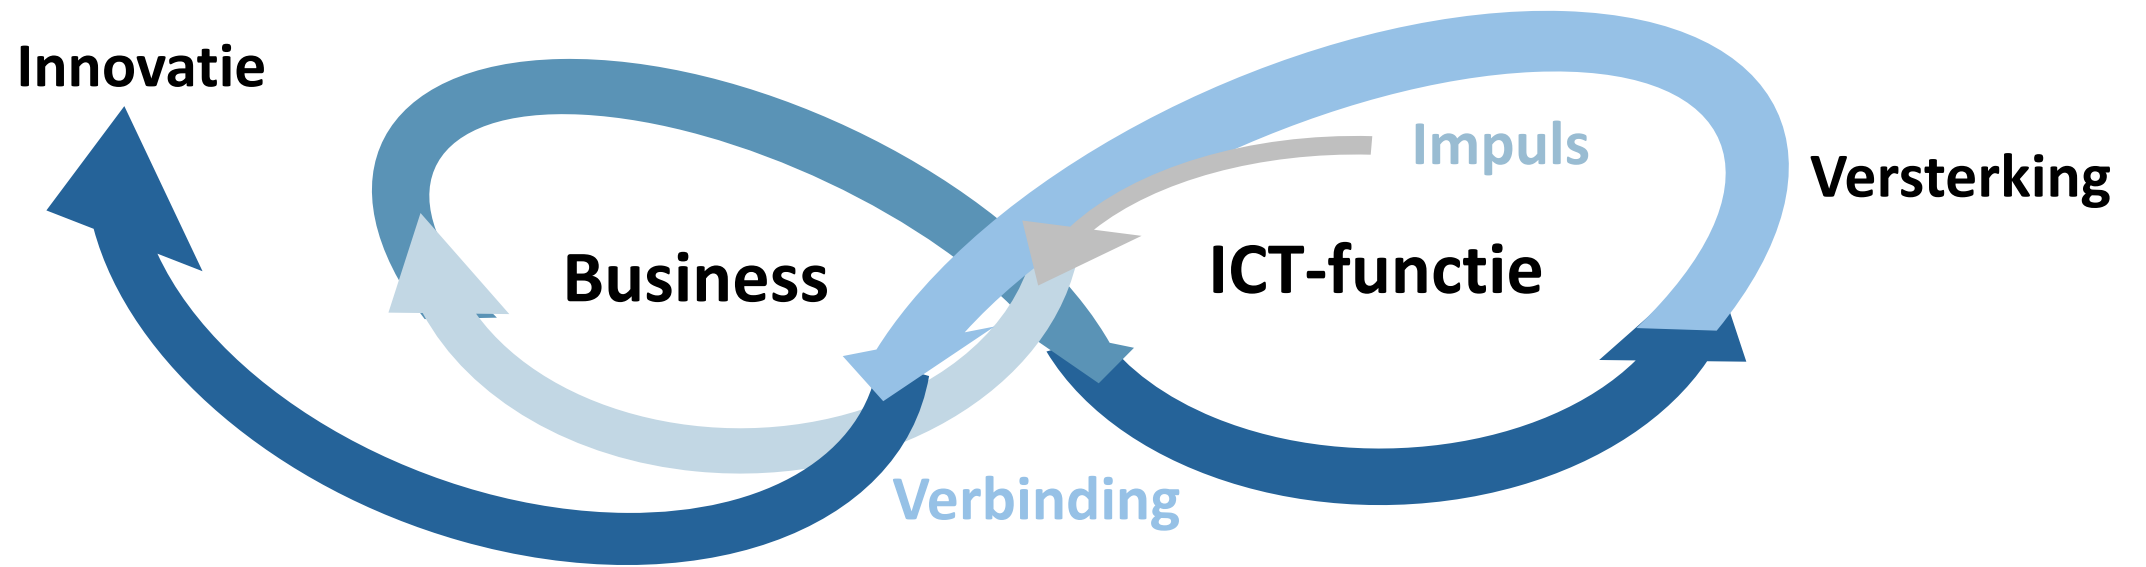 Innovatie
Impuls
Versterking
Business
ICT-functie
Verbinding